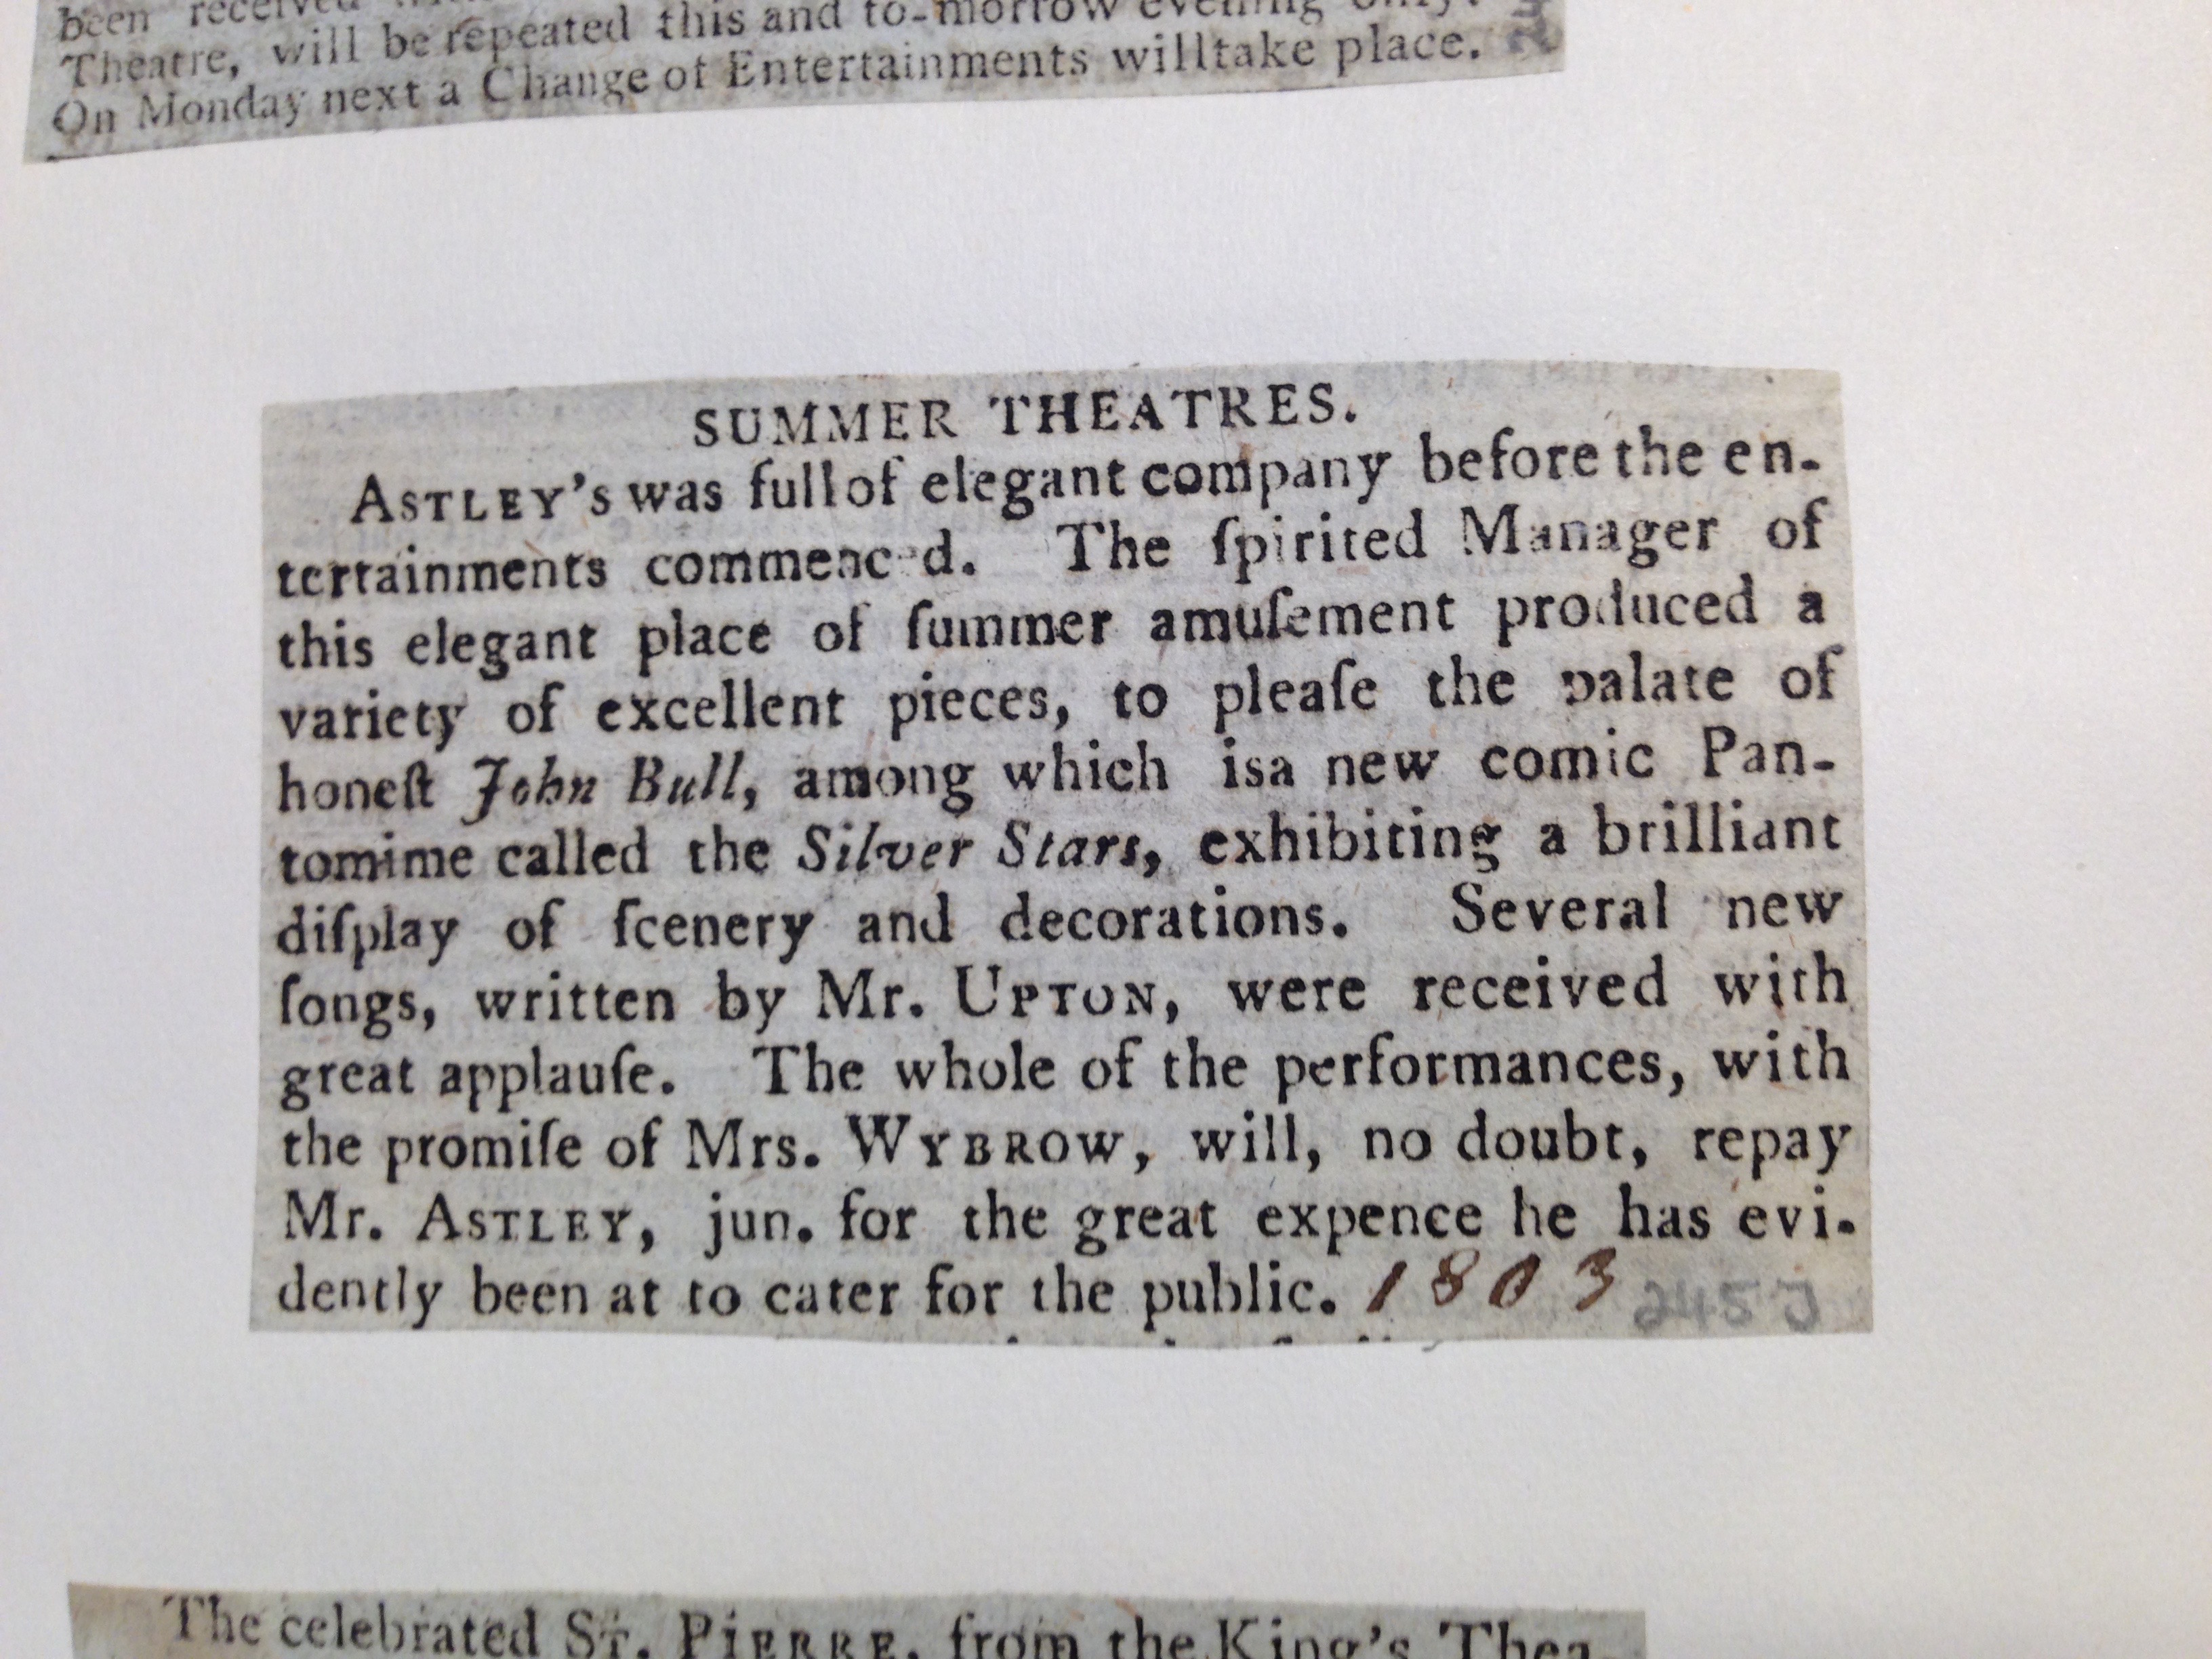 been received
Theatre, will be repeated this and to-morrow evening only.
On Monday next a Change of Entertainments willtake place.
SUMMER THEATRES.
ASTLEY'S was full of elegant company before the en-
tertainments commenced. The ſpirited Manager of
this elegant place of ſummer amuſement produced a
variety of excellent pieces, to pleaſe the palate of
honeſt John Bull, among which isa new comic Pan-
tomime called the Silver Stars, exhibiting a brilliant
diſplay of ſcenery and decorations. Several new
ſongs, written by Mr. UPTON, were received with
great applauſe. The whole of the performances, with
the promiſe of Mrs. WYBROW, will, no doubt, repay
Mr. ASTLEY, jun. for the great expence he has evi-
dently been at to cater for the public. 1803 245J
The celebrated ST. PIERRE, from the King's Thea-